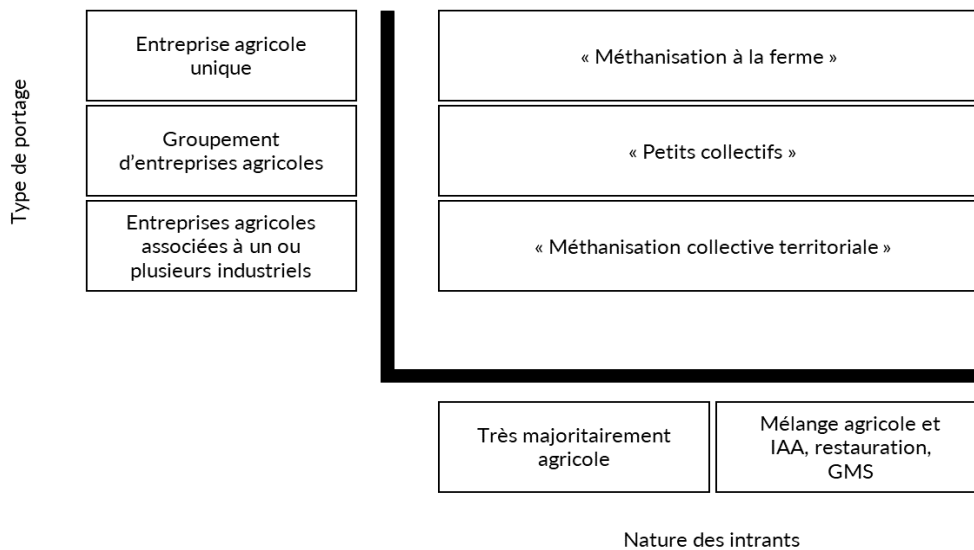 Type de portage
Entreprise agricole
unique
« Méthanisation à la ferme »
Groupement
d'entreprises agricoles
« Petits collectifs »
Entreprises agricoles
associées à un ou
plusieurs industriels
« Méthanisation collective territoriale »
Très majoritairement
agricole
Mélange agricole et
IAA, restauration,
GMS
Nature des intrants